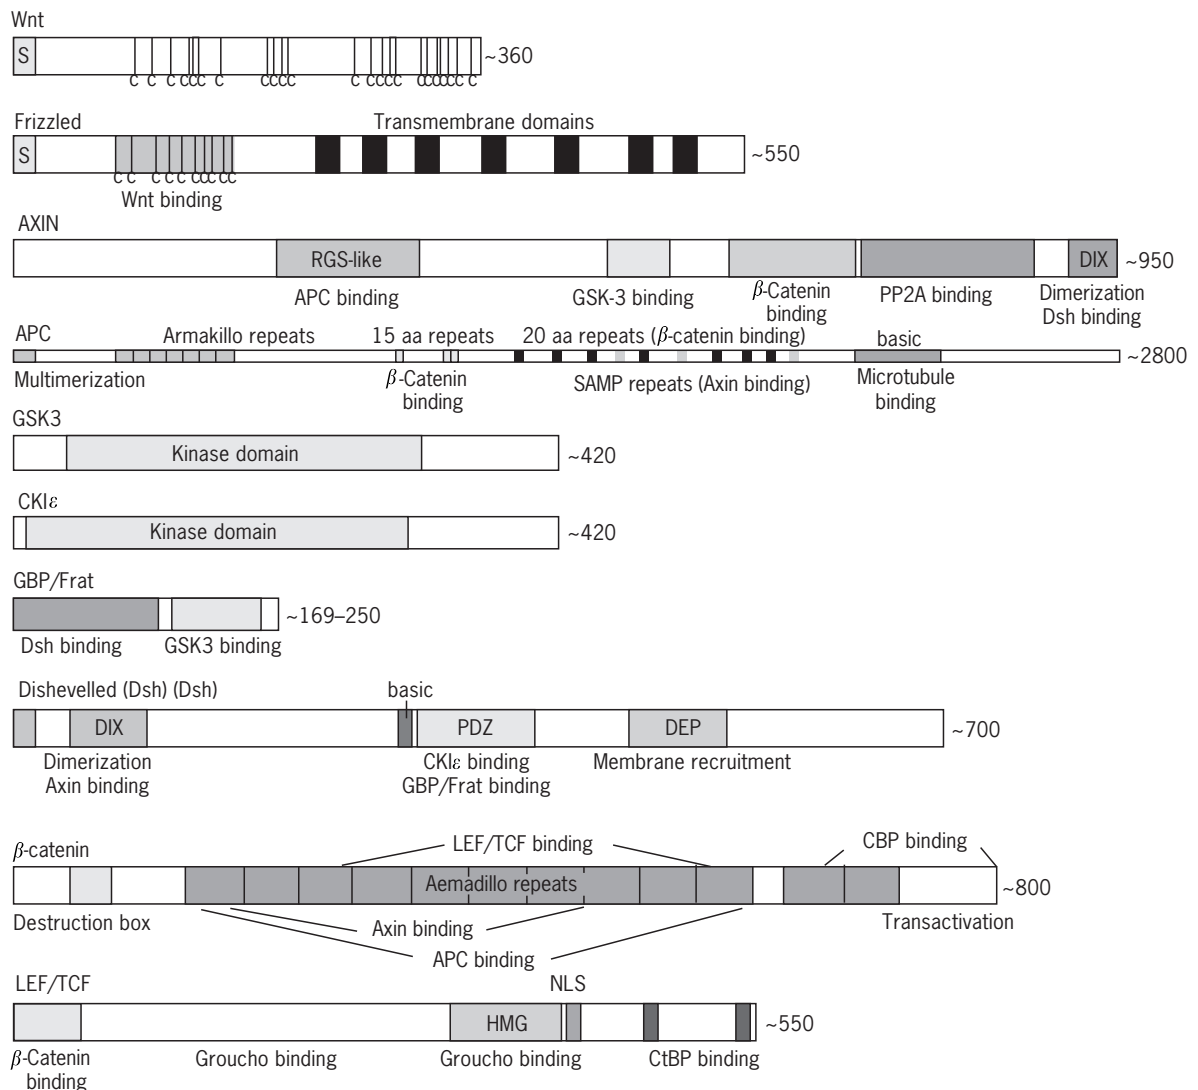 Wnt
S
~360
C C C CCC C CCCC C CCCC CCCCCCC C
Frizzled Transmembrane domains
S
~550
C C C C C CCCCC
Wnt binding
AXIN
RGS-like DIX ~950
APC binding GSK-3 binding β-Catenin binding PP2A binding Dimerization Dsh binding
APC Armakillo repeats 15 aa repeats 20 aa repeats (β-catenin binding) basic
~2800
Multimerization β-Catenin binding SAMP repeats (Axin binding) Microtubule binding
GSK3
Kinase domain ~420
CKIε
Kinase domain ~420
GBP/Frat
~169–250
Dsh binding GSK3 binding
Dishevelled (Dsh) (Dsh) basic
DIX PDZ DEP ~700
Dimerization CKIε binding Membrane recruitment
Axin binding GBP/Frat binding
β-catenin LEF/TCF binding CBP binding
Aemadillo repeats ~800
Destruction box Axin binding Transactivation
APC binding
LEF/TCF NLS
HMG ~550
β-Catenin binding Groucho binding Groucho binding CtBP binding